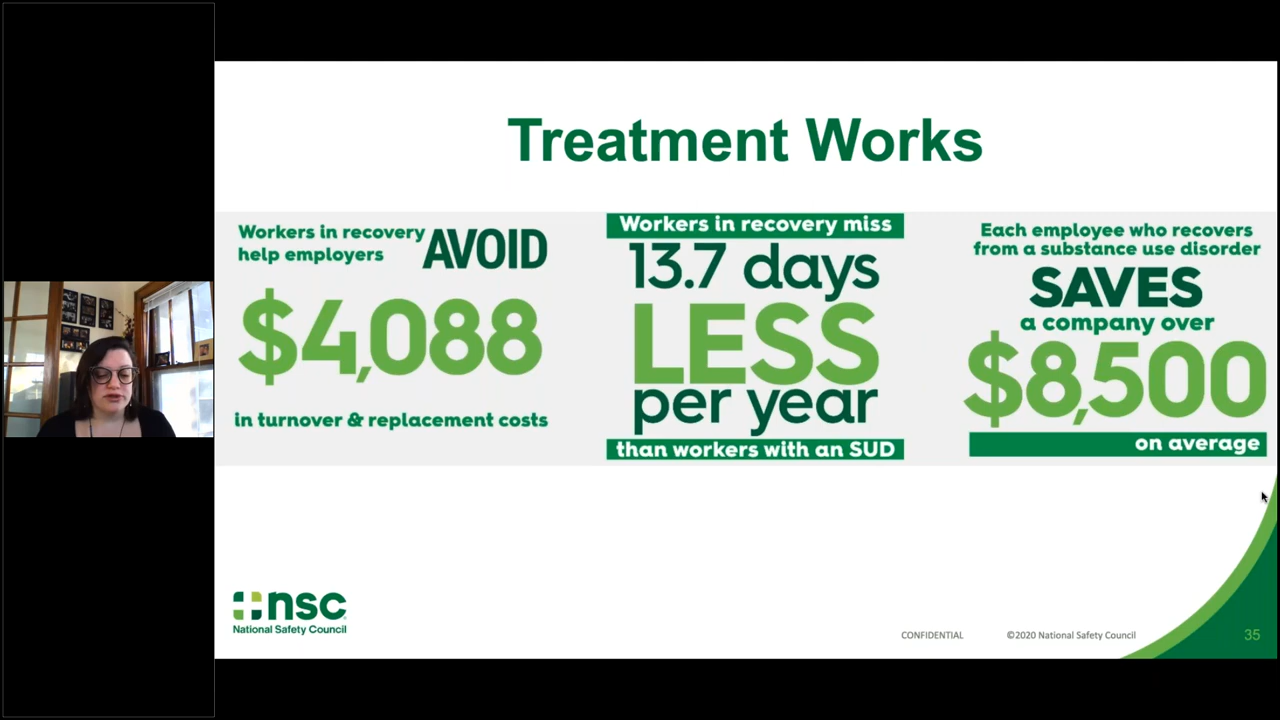 Treatment Works
Workers in recovery
help employers
AVOID
$4,088
in turnover & replacement costs
Workers in recovery miss
13.7 days
LESS
per year
than workers with an SUD
Each employee who recovers
from a substance use disorder
SAVES
a company over
$8,500
on average
nsc
National Safety Council
CONFIDENTIAL
©2020 National Safety Council
35